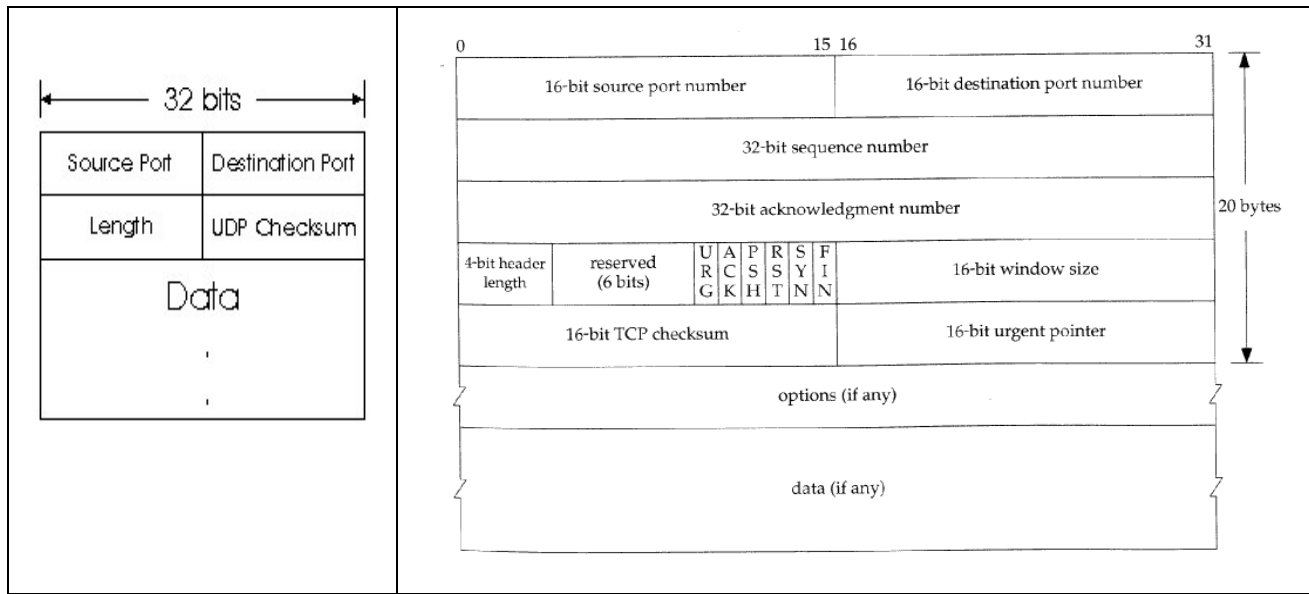 32 bits
Source Port
Destination Port
Length
UDP Checksum
Data
0
15 16
31
16-bit source port number
16-bit destination port number
32-bit sequence number
32-bit acknowledgment number
20 bytes
4-bit header
length
reserved
(6 bits)
U A P R S F
R C S S Y I
G K H T N N
16-bit window size
16-bit TCP checksum
16-bit urgent pointer
options (if any)
data (if any)